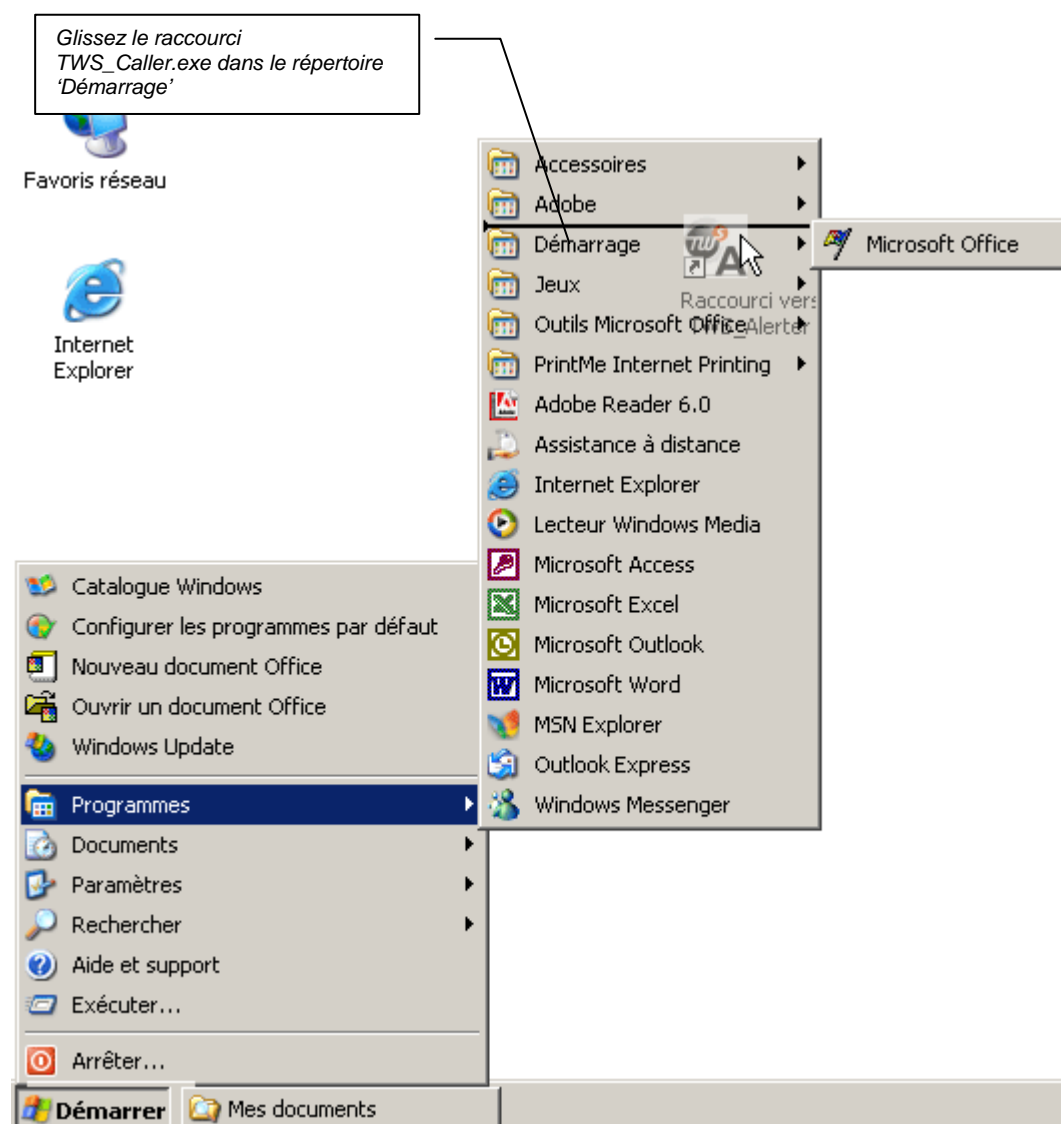 Glissez le raccourci
TWS_Caller.exe dans le répertoire
‘Démarrage’
Favoris réseau
Internet
Explorer
Accessoires
Adobe
Démarrage
Jeux
Outils Microsoft Office
PrintMe Internet Printing
Adobe Reader 6.0
Assistance à distance
Internet Explorer
Lecteur Windows Media
Microsoft Access
Microsoft Excel
Microsoft Outlook
Microsoft Word
MSN Explorer
Outlook Express
Windows Messenger
Microsoft Office
Raccourci vers
TWS_Alerter
Catalogue Windows
Configurer les programmes par défaut
Nouveau document Office
Ouvrir un document Office
Windows Update
Programmes
Documents
Paramètres
Rechercher
Aide et support
Exécuter...
Arrêter...
Démarrer
Mes documents